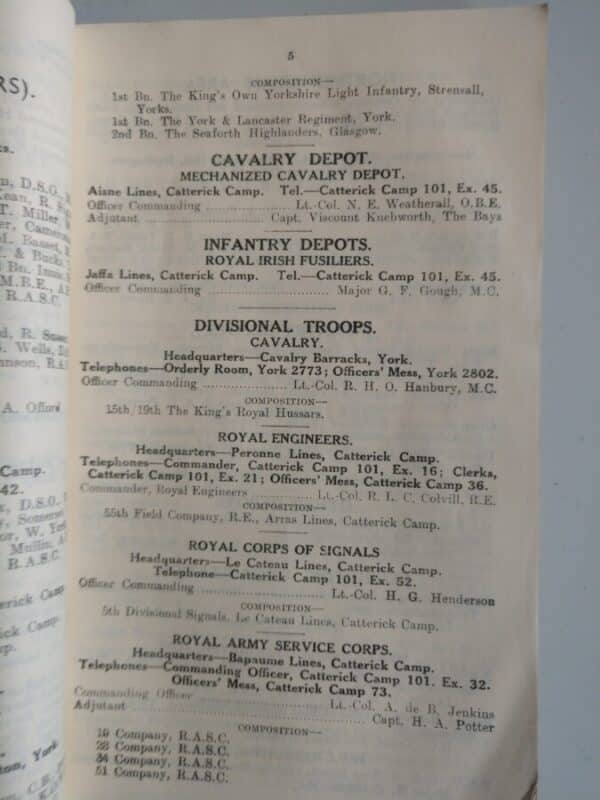 RS).
5
COMPOSITION—
1st Bn. The King's Own Yorkshire Light Infantry, Strensall,
Yorks.
1st Bn. The York & Lancaster Regiment, York.
2nd Bn. The Seaforth Highlanders, Glasgow.
CAVALRY DEPOT.
MECHANIZED CAVALRY DEPOT.
Aisne Lines, Catterick Camp. Tel.—Catterick Camp 101, Ex. 45.
Officer Commanding ..................... Lt.-Col. N. E. Weatherall, O.B.E.
Adjutant ........................... Capt. Viscount Knebworth, The Bays
INFANTRY DEPOTS.
ROYAL IRISH FUSILIERS.
Jaffa Lines, Catterick Camp. Tel.—Catterick Camp 101, Ex. 45.
Officer Commanding .............................. Major G. F. Gough, M.C.
DIVISIONAL TROOPS.
CAVALRY.
Headquarters—Cavalry Barracks, York.
Telephones—Orderly Room, York 2773; Officers' Mess, York 2802.
Officer Commanding ..................... Lt.-Col. R. H. O. Hanbury, M.C.
COMPOSITION—
15th/19th The King's Royal Hussars.
ROYAL ENGINEERS.
Headquarters—Peronne Lines, Catterick Camp.
Telephones—Commander, Catterick Camp 101, Ex. 16; Clerks,
Catterick Camp 101, Ex. 21; Officers' Mess, Catterick Camp 36.
Commander, Royal Engineers ............... Lt.-Col. R. L. C. Colvill, R.E.
COMPOSITION—
55th Field Company, R.E., Arras Lines, Catterick Camp.
ROYAL CORPS OF SIGNALS
Headquarters—Le Cateau Lines, Catterick Camp.
Telephone—Catterick Camp 101, Ex. 52.
Officer Commanding .............................. Lt.-Col. H. G. Henderson
COMPOSITION—
5th Divisional Signals, Le Cateau Lines, Catterick Camp.
ROYAL ARMY SERVICE CORPS.
Headquarters—Bapaume Lines, Catterick Camp.
Telephones—Commanding Officer, Catterick Camp 101. Ex. 32.
Officers' Mess, Catterick Camp 73.
Commanding Officer .............................. Lt.-Col. A. de B. Jenkins
Adjutant ............................................. Capt. H. A. Potter
COMPOSITION—
19 Company, R.A.S.C.
28 Company, R.A.S.C.
34 Company, R.A.S.C.
51 Company, R.A.S.C.